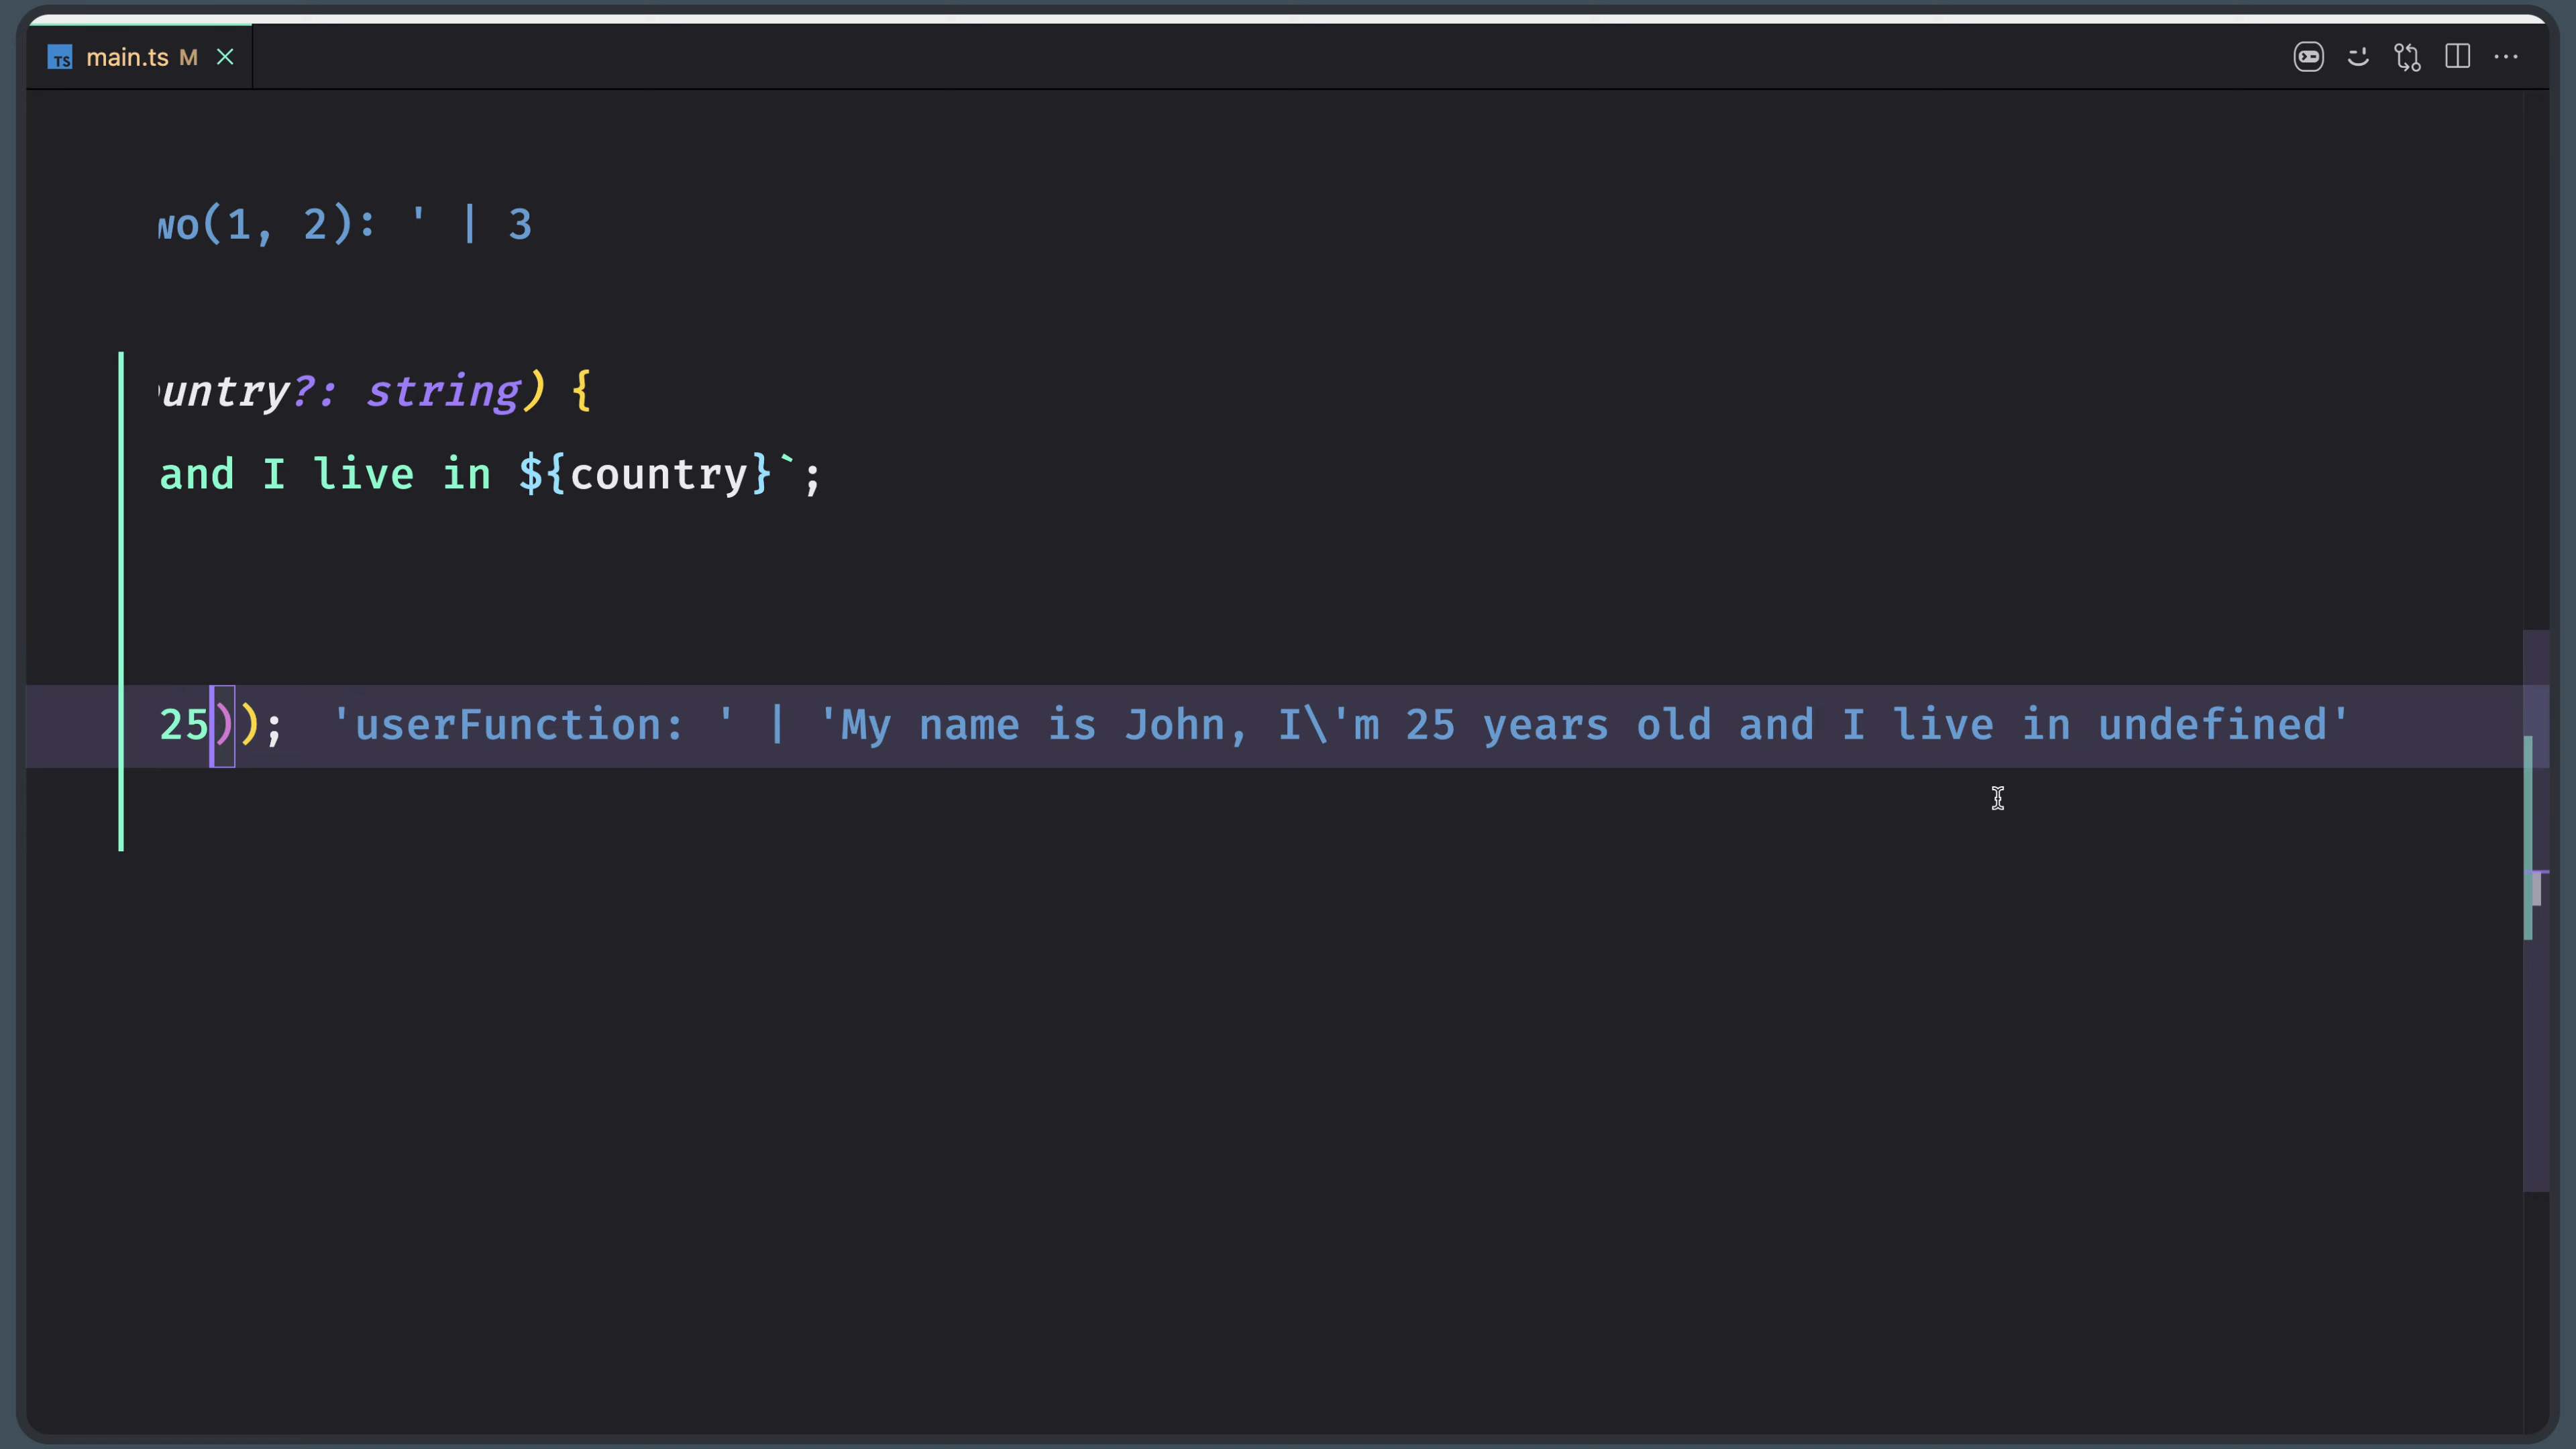 TS main.ts M
wo(1, 2): ' | 3
untry?: string) {
and I live in ${country}`;
25)); 'userFunction: ' | 'My name is John, I\'m 25 years old and I live in undefined'